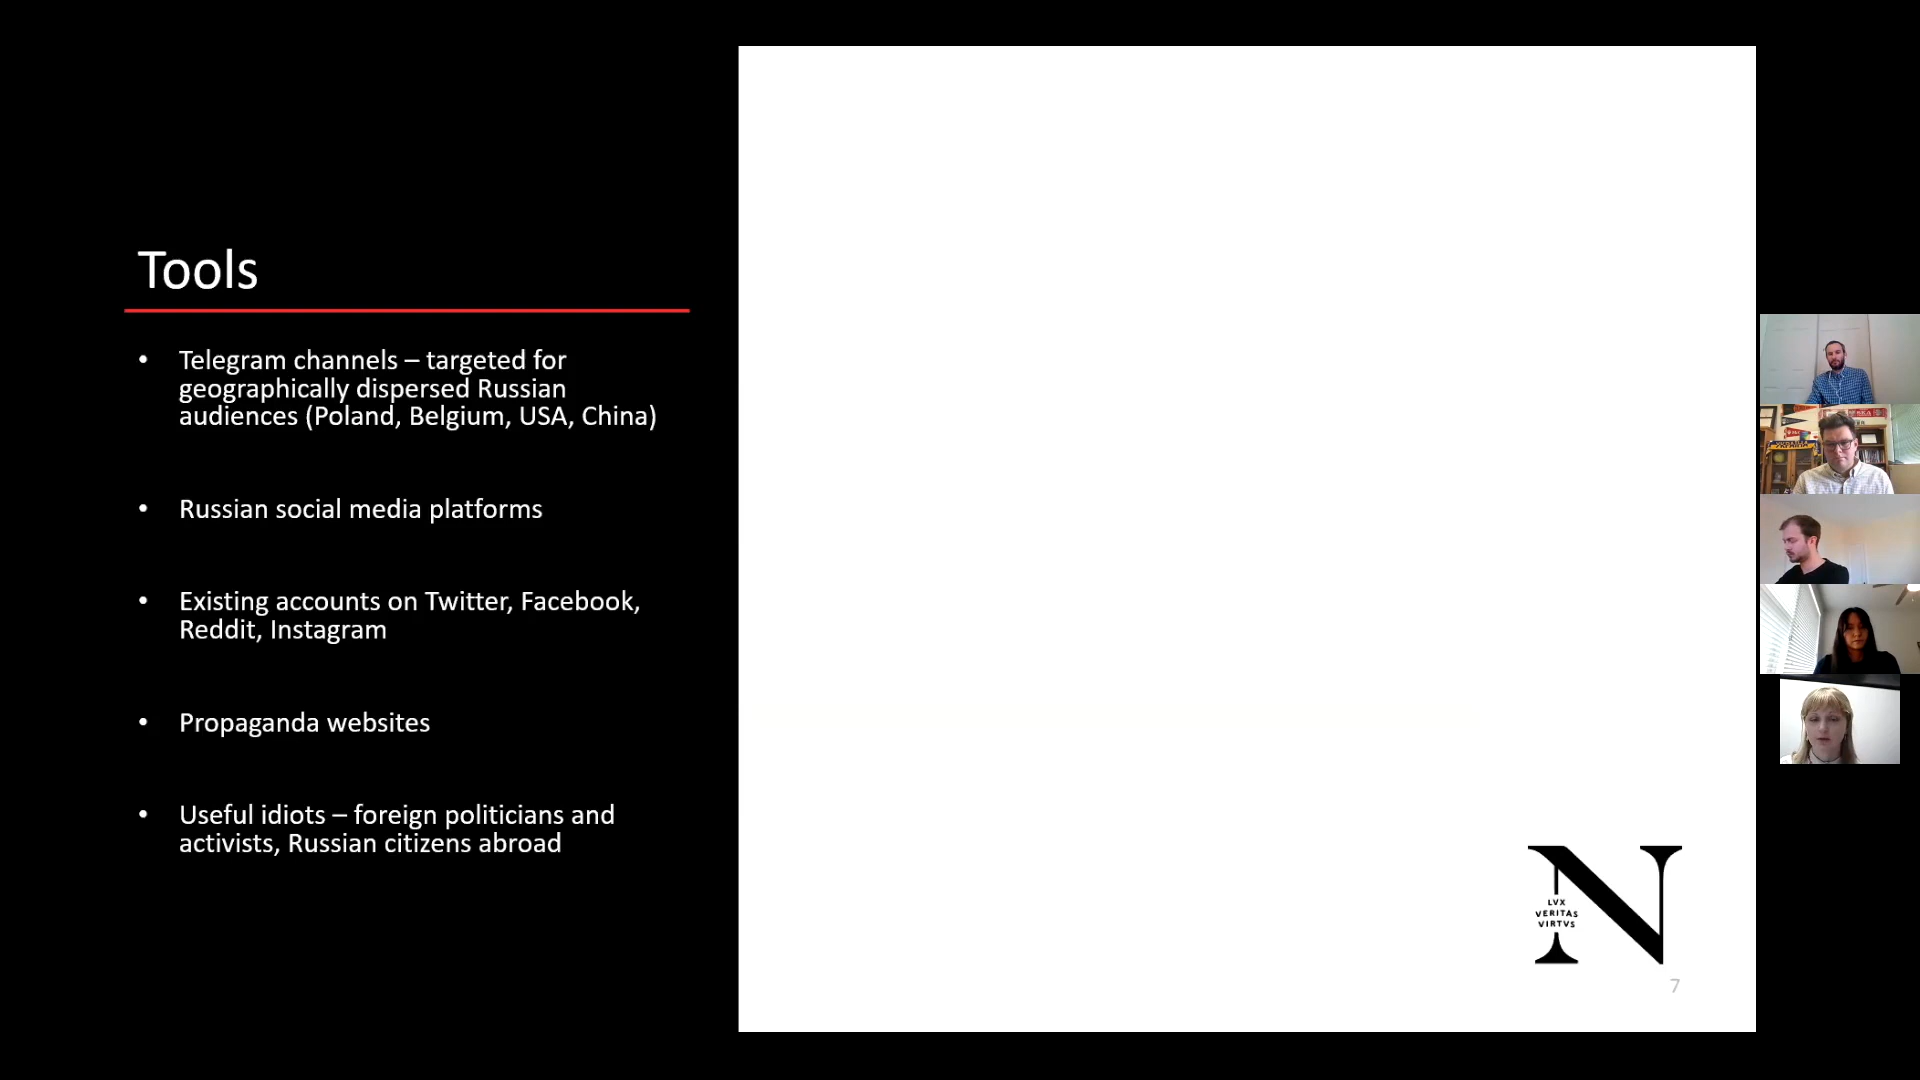 Tools
• Telegram channels – targeted for
geographically dispersed Russian
audiences (Poland, Belgium, USA, China)
• Russian social media platforms
• Existing accounts on Twitter, Facebook,
Reddit, Instagram
• Propaganda websites
• Useful idiots – foreign politicians and
activists, Russian citizens abroad
N
LVX
VERITAS
VIRTVS
7